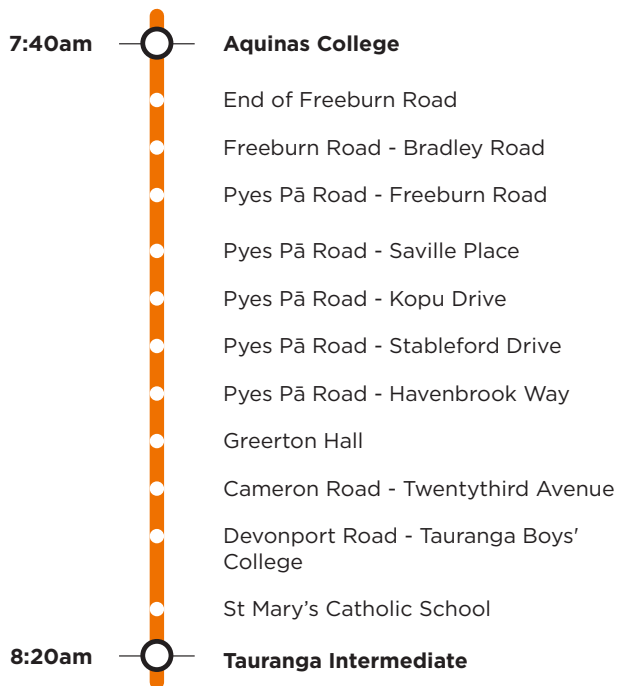 7:40am Aquinas College
End of Freeburn Road
Freeburn Road - Bradley Road
Pyes Pā Road - Freeburn Road
Pyes Pā Road - Saville Place
Pyes Pā Road - Kopu Drive
Pyes Pā Road - Stableford Drive
Pyes Pā Road - Havenbrook Way
Greerton Hall
Cameron Road - Twentythird Avenue
Devonport Road - Tauranga Boys'
College
St Mary’s Catholic School
8:20am Tauranga Intermediate